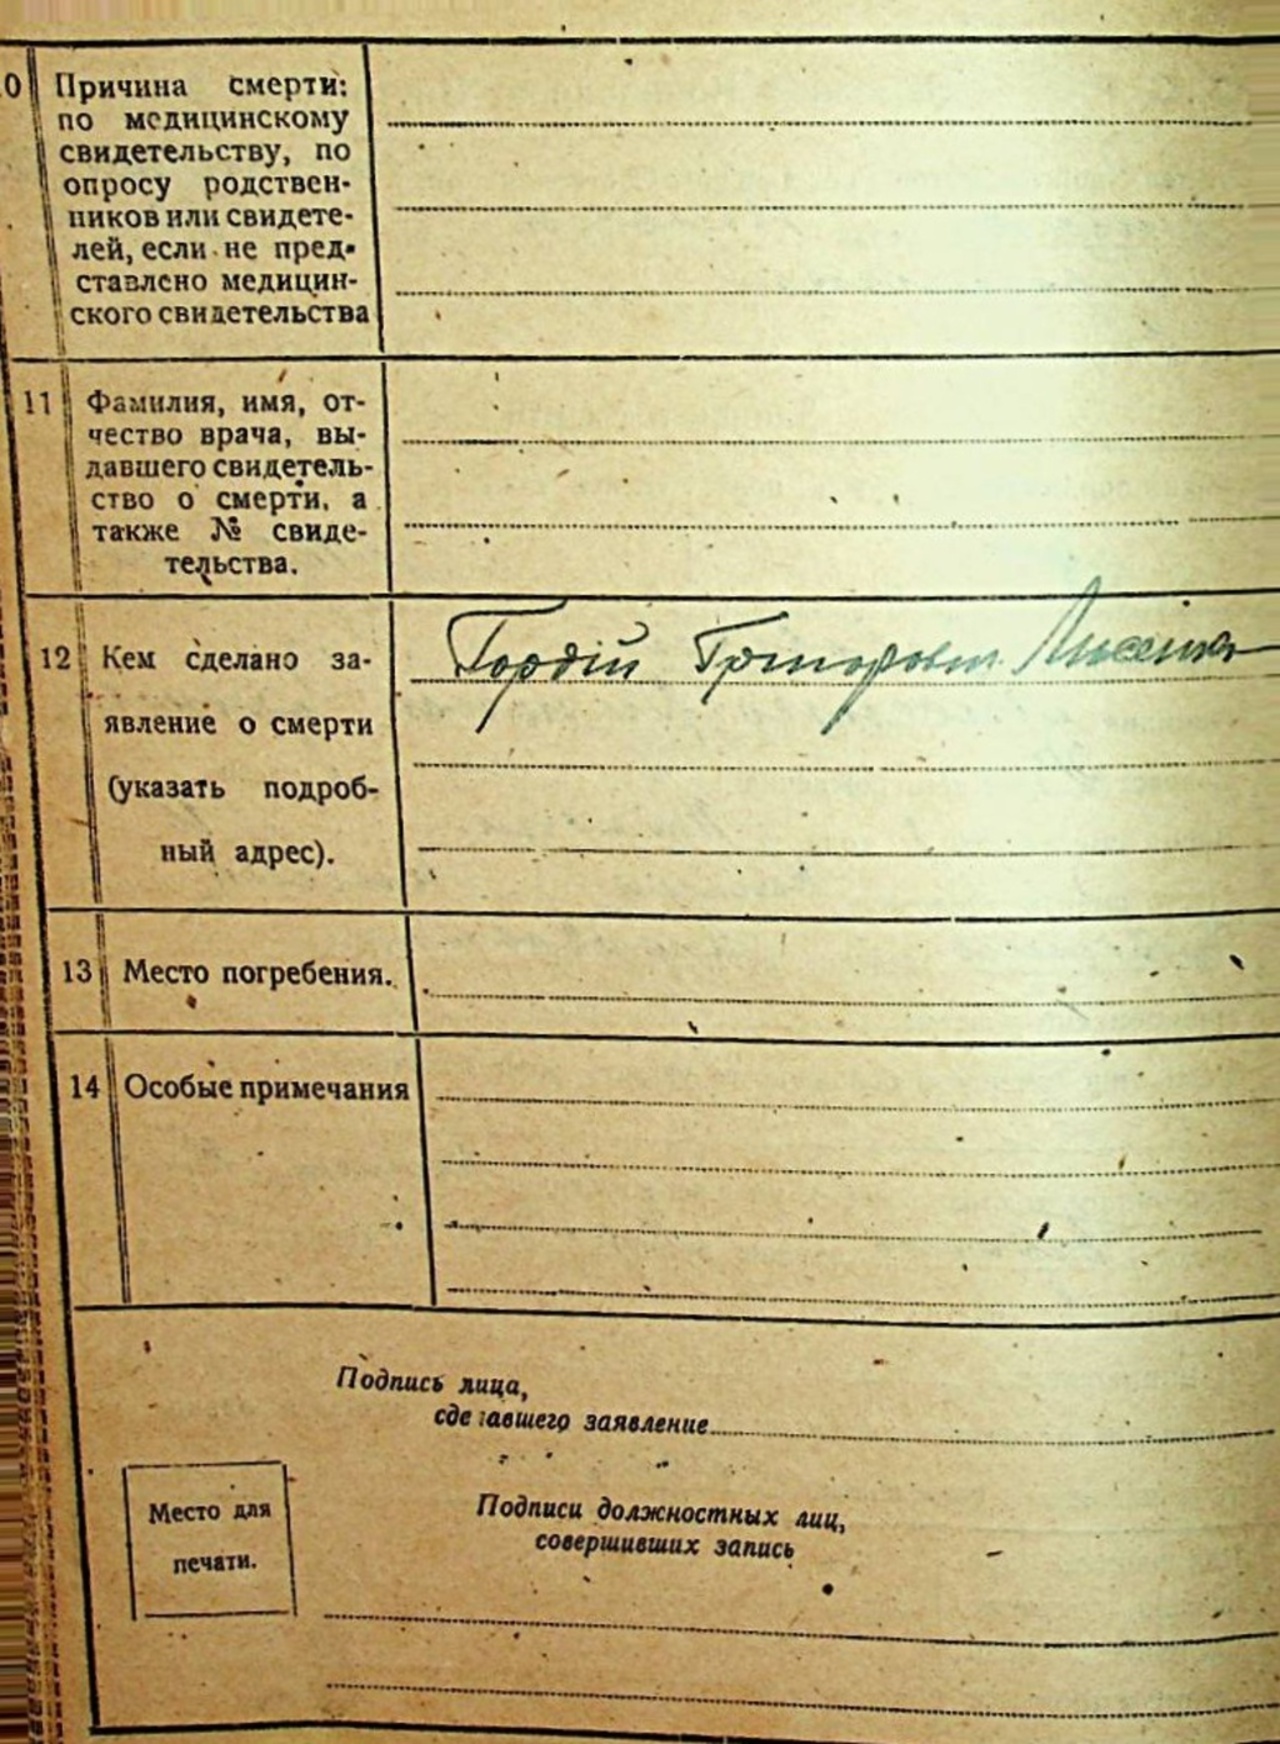 10 Причина смерти:
по медицинскому
свидетельству, по
опросу родствен-
ников или свидете-
лей, если не пред-
ставлено медицин-
ского свидетельства
11 Фамилия, имя, от-
чество врача, вы-
давшего свидетель-
ство о смерти, а
также № свиде-
тельства.
12 Кем сделано за-
явление о смерти
(указать подроб-
ный адрес).
Гордій
13 Место погребения.
14 Особые примечания
Подпись лица,
сделавшего заявление
Место для
печати.
Подписи должностных лиц,
совершивших запись